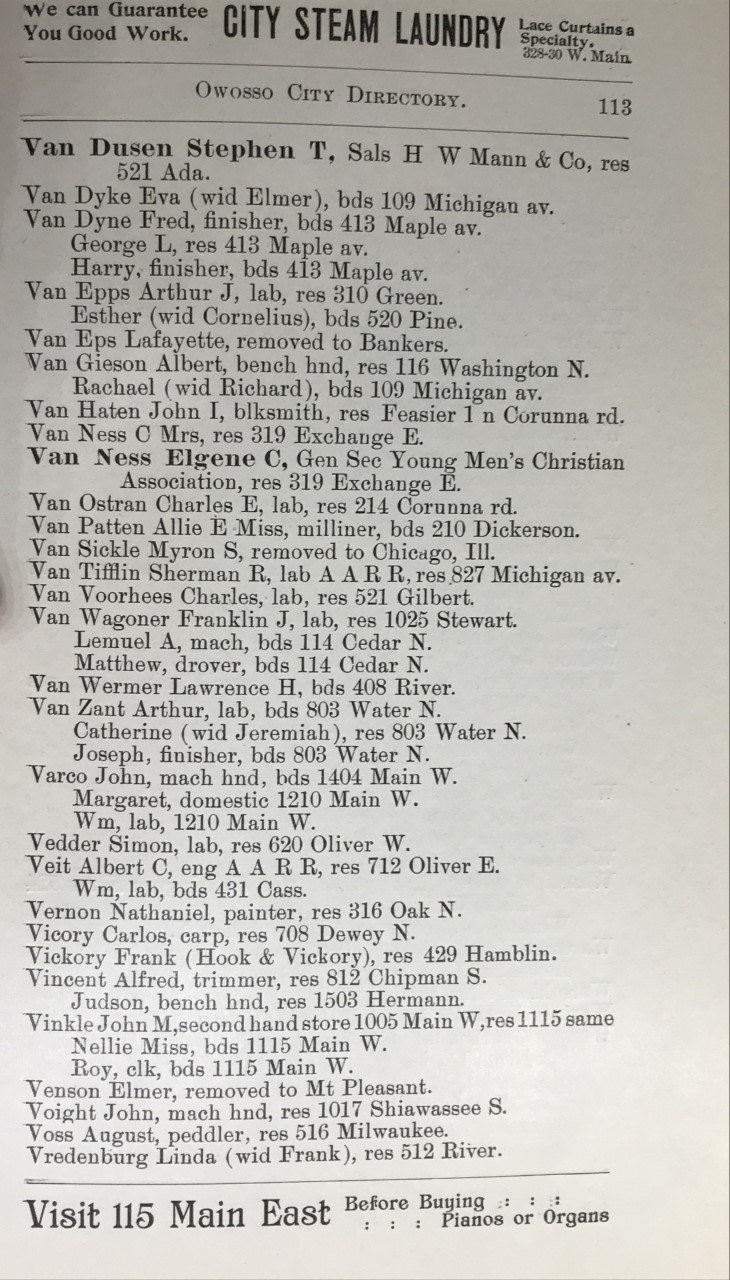 We can Guarantee
You Good Work.
CITY STEAM LAUNDRY
Lace Curtains a
Specialty.
328-30 W. Main
Owosso City Directory.
113
Van Dusen Stephen T, Sals H W Mann & Co, res
521 Ada.
Van Dyke Eva (wid Elmer), bds 109 Michigan av.
Van Dyne Fred, finisher, bds 413 Maple av.
George L, res 413 Maple av.
Harry, finisher, bds 413 Maple av.
Van Epps Arthur J, lab, res 310 Green.
Esther (wid Cornelius), bds 520 Pine.
Van Eps Lafayette, removed to Bankers.
Van Gieson Albert, bench hnd, res 116 Washington N.
Rachael (wid Richard), bds 109 Michigan av.
Van Haten John I, blksmith, res Feasier 1 n Corunna rd.
Van Ness C Mrs, res 319 Exchange E.
Van Ness Elgene C, Gen Sec Young Men's Christian
Association, res 319 Exchange E.
Van Ostran Charles E, lab, res 214 Corunna rd.
Van Patten Allie E Miss, milliner, bds 210 Dickerson.
Van Sickle Myron S, removed to Chicago, Ill.
Van Tifflin Sherman R, lab A A R R, res 827 Michigan av.
Van Voorhees Charles, lab, res 521 Gilbert.
Van Wagoner Franklin J, lab, res 1025 Stewart.
Lemuel A, mach, bds 114 Cedar N.
Matthew, drover, bds 114 Cedar N.
Van Wermer Lawrence H, bds 408 River.
Van Zant Arthur, lab, bds 803 Water N.
Catherine (wid Jeremiah), res 803 Water N.
Joseph, finisher, bds 803 Water N.
Varco John, mach hnd, bds 1404 Main W.
Margaret, domestic 1210 Main W.
Wm, lab, 1210 Main W.
Vedder Simon, lab, res 620 Oliver W.
Veit Albert C, eng A A R R, res 712 Oliver E.
Wm, lab, bds 431 Cass.
Vernon Nathaniel, painter, res 316 Oak N.
Vicory Carlos, carp, res 708 Dewey N.
Vickory Frank (Hook & Vickory), res 429 Hamblin.
Vincent Alfred, trimmer, res 812 Chipman S.
Judson, bench hnd, res 1503 Hermann.
Vinkle John M, second hand store 1005 Main W, res 1115 same
Nellie Miss, bds 1115 Main W.
Roy, clk, bds 1115 Main W.
Venson Elmer, removed to Mt Pleasant.
Voight John, mach hnd, res 1017 Shiawassee S.
Voss August, peddler, res 516 Milwaukee.
Vredenburg Linda (wid Frank), res 512 River.
Visit 115 Main East
Before Buying : : :
: : : Pianos or Organs